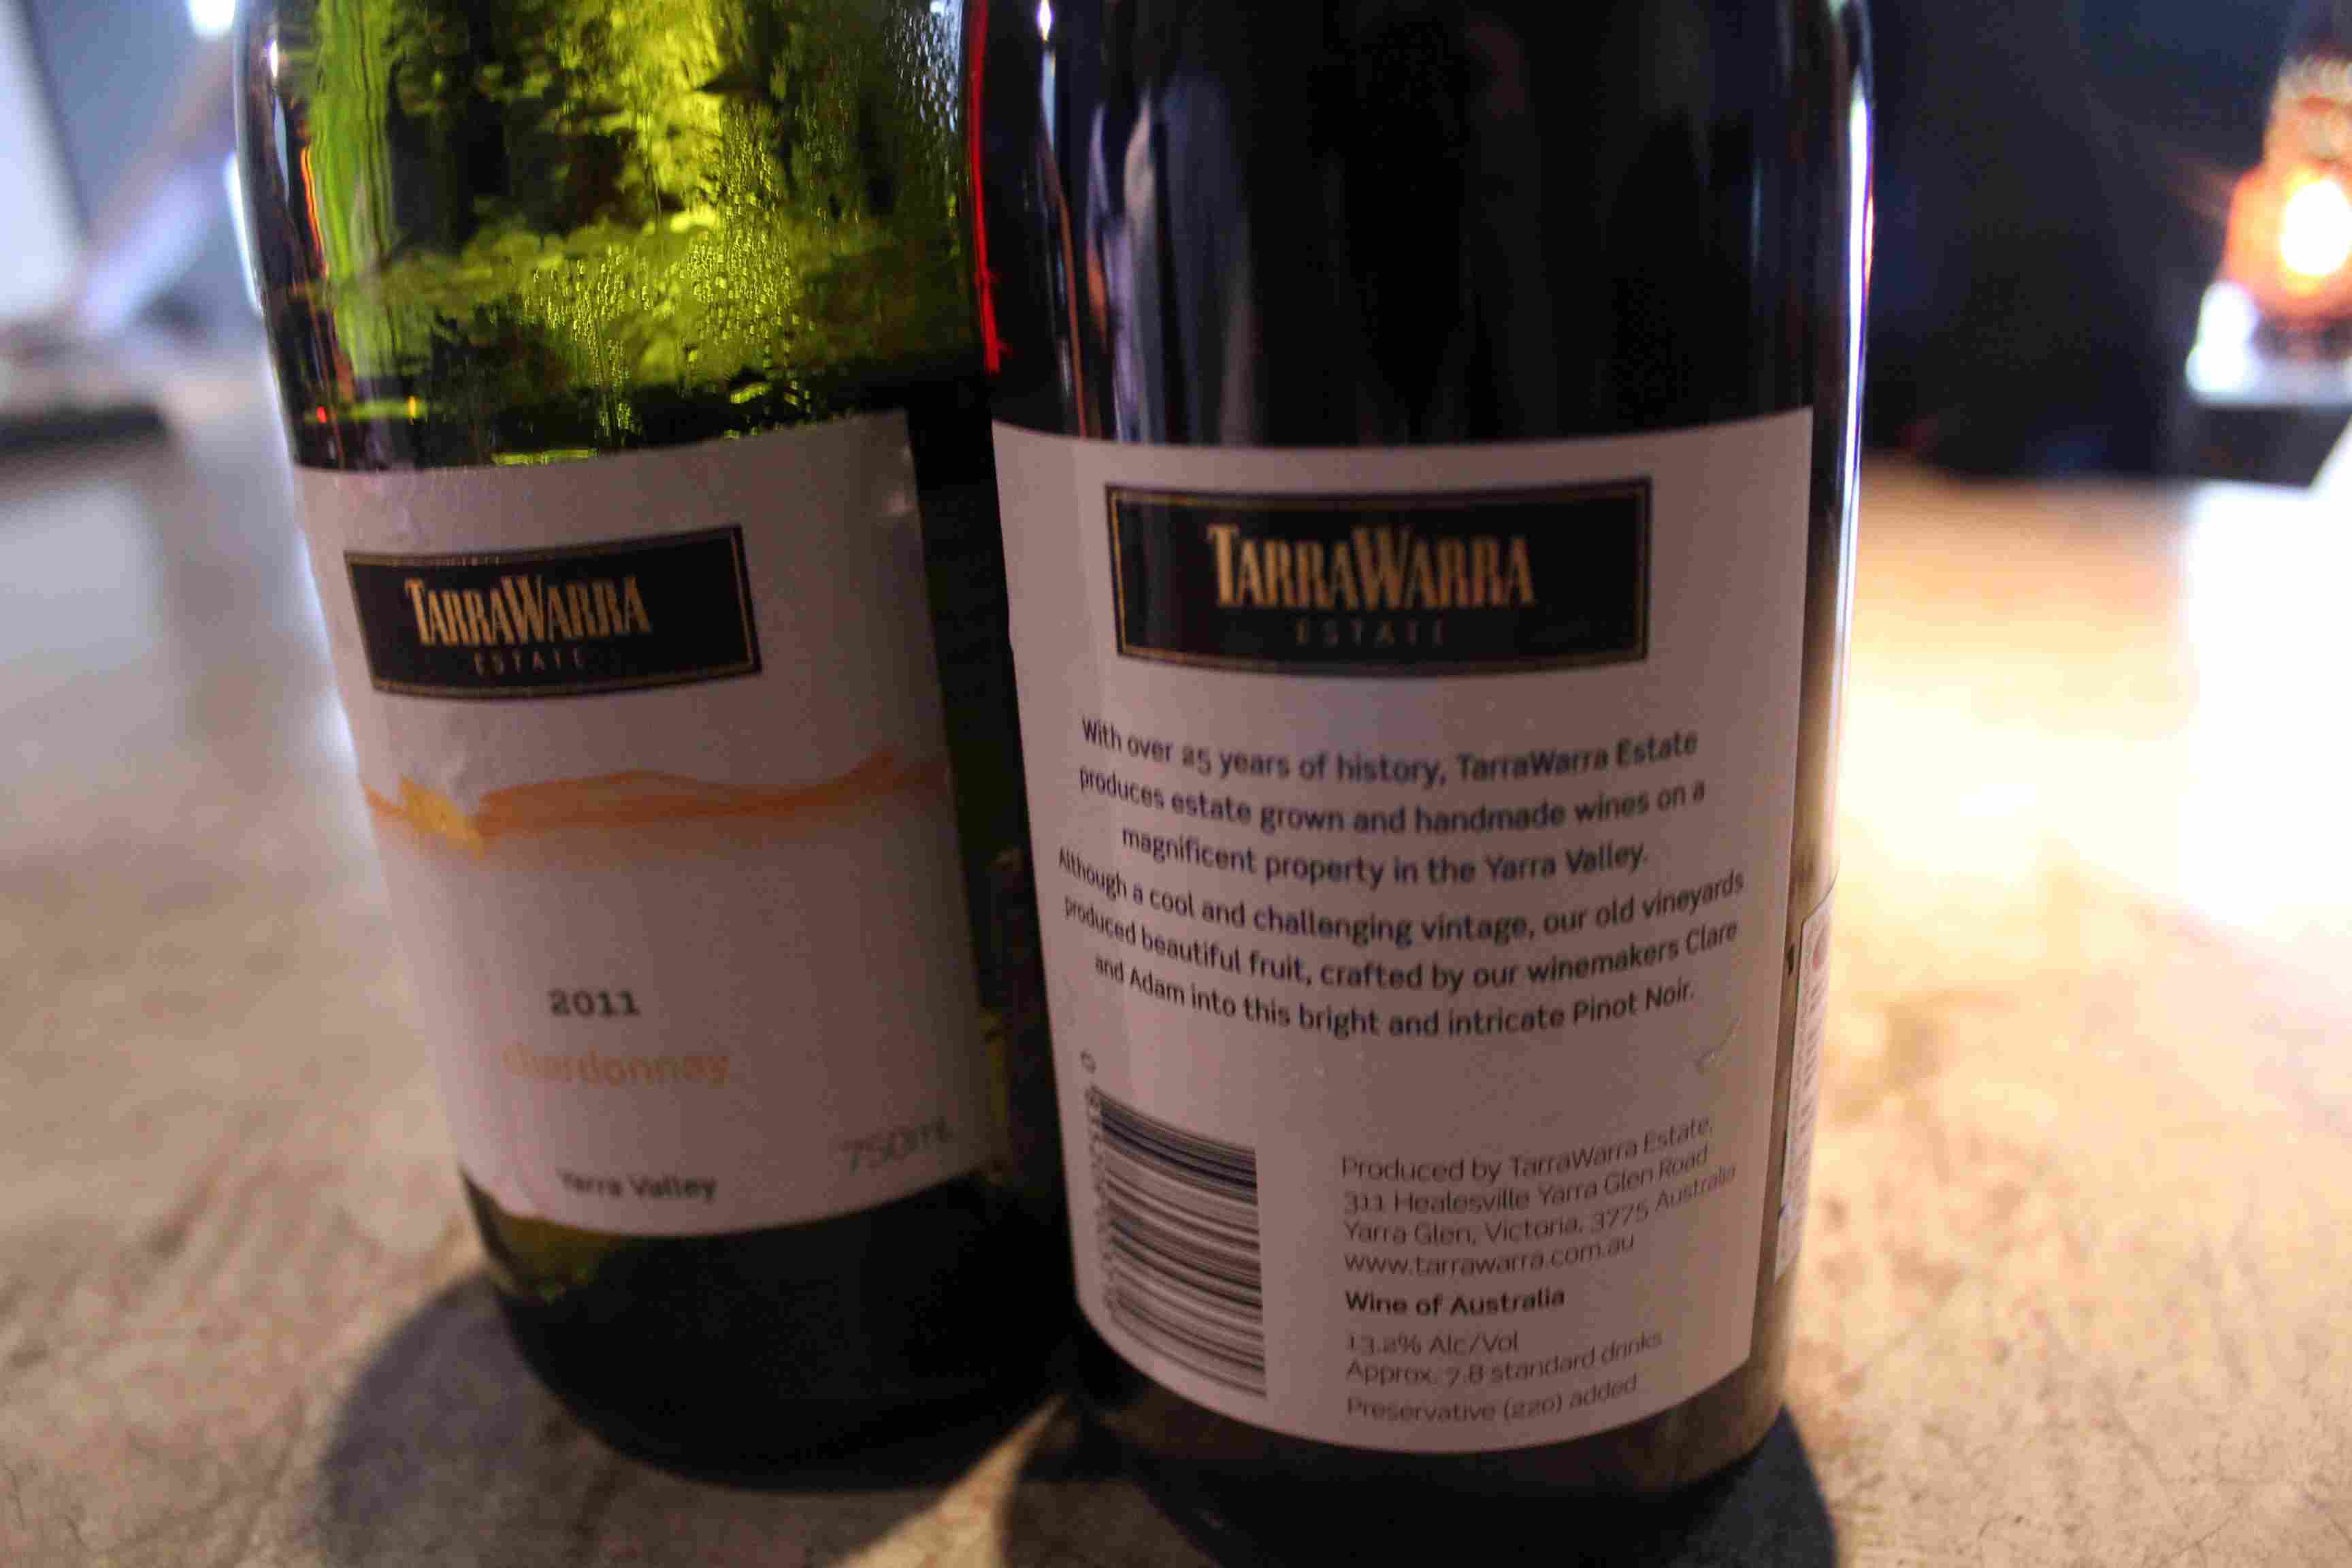 TARRAWARRA
ESTATE
2011
chardonnay
750mL
Yarra Valley
TARRAWARRA
ESTATE
With over 25 years of history, TarraWarra Estate
produces estate grown and handmade wines on a
magnificent property in the Yarra Valley.
Although a cool and challenging vintage, our old vineyards
produced beautiful fruit, crafted by our winemakers Clare
and Adam into this bright and intricate Pinot Noir.
Produced by TarraWarra Estate,
311 Healesville Yarra Glen Road
Yarra Glen, Victoria, 3775 Australia
www.tarrawarra.com.au
Wine of Australia
13.2% Alc/Vol
Approx. 7.8 standard drinks
Preservative (220) added